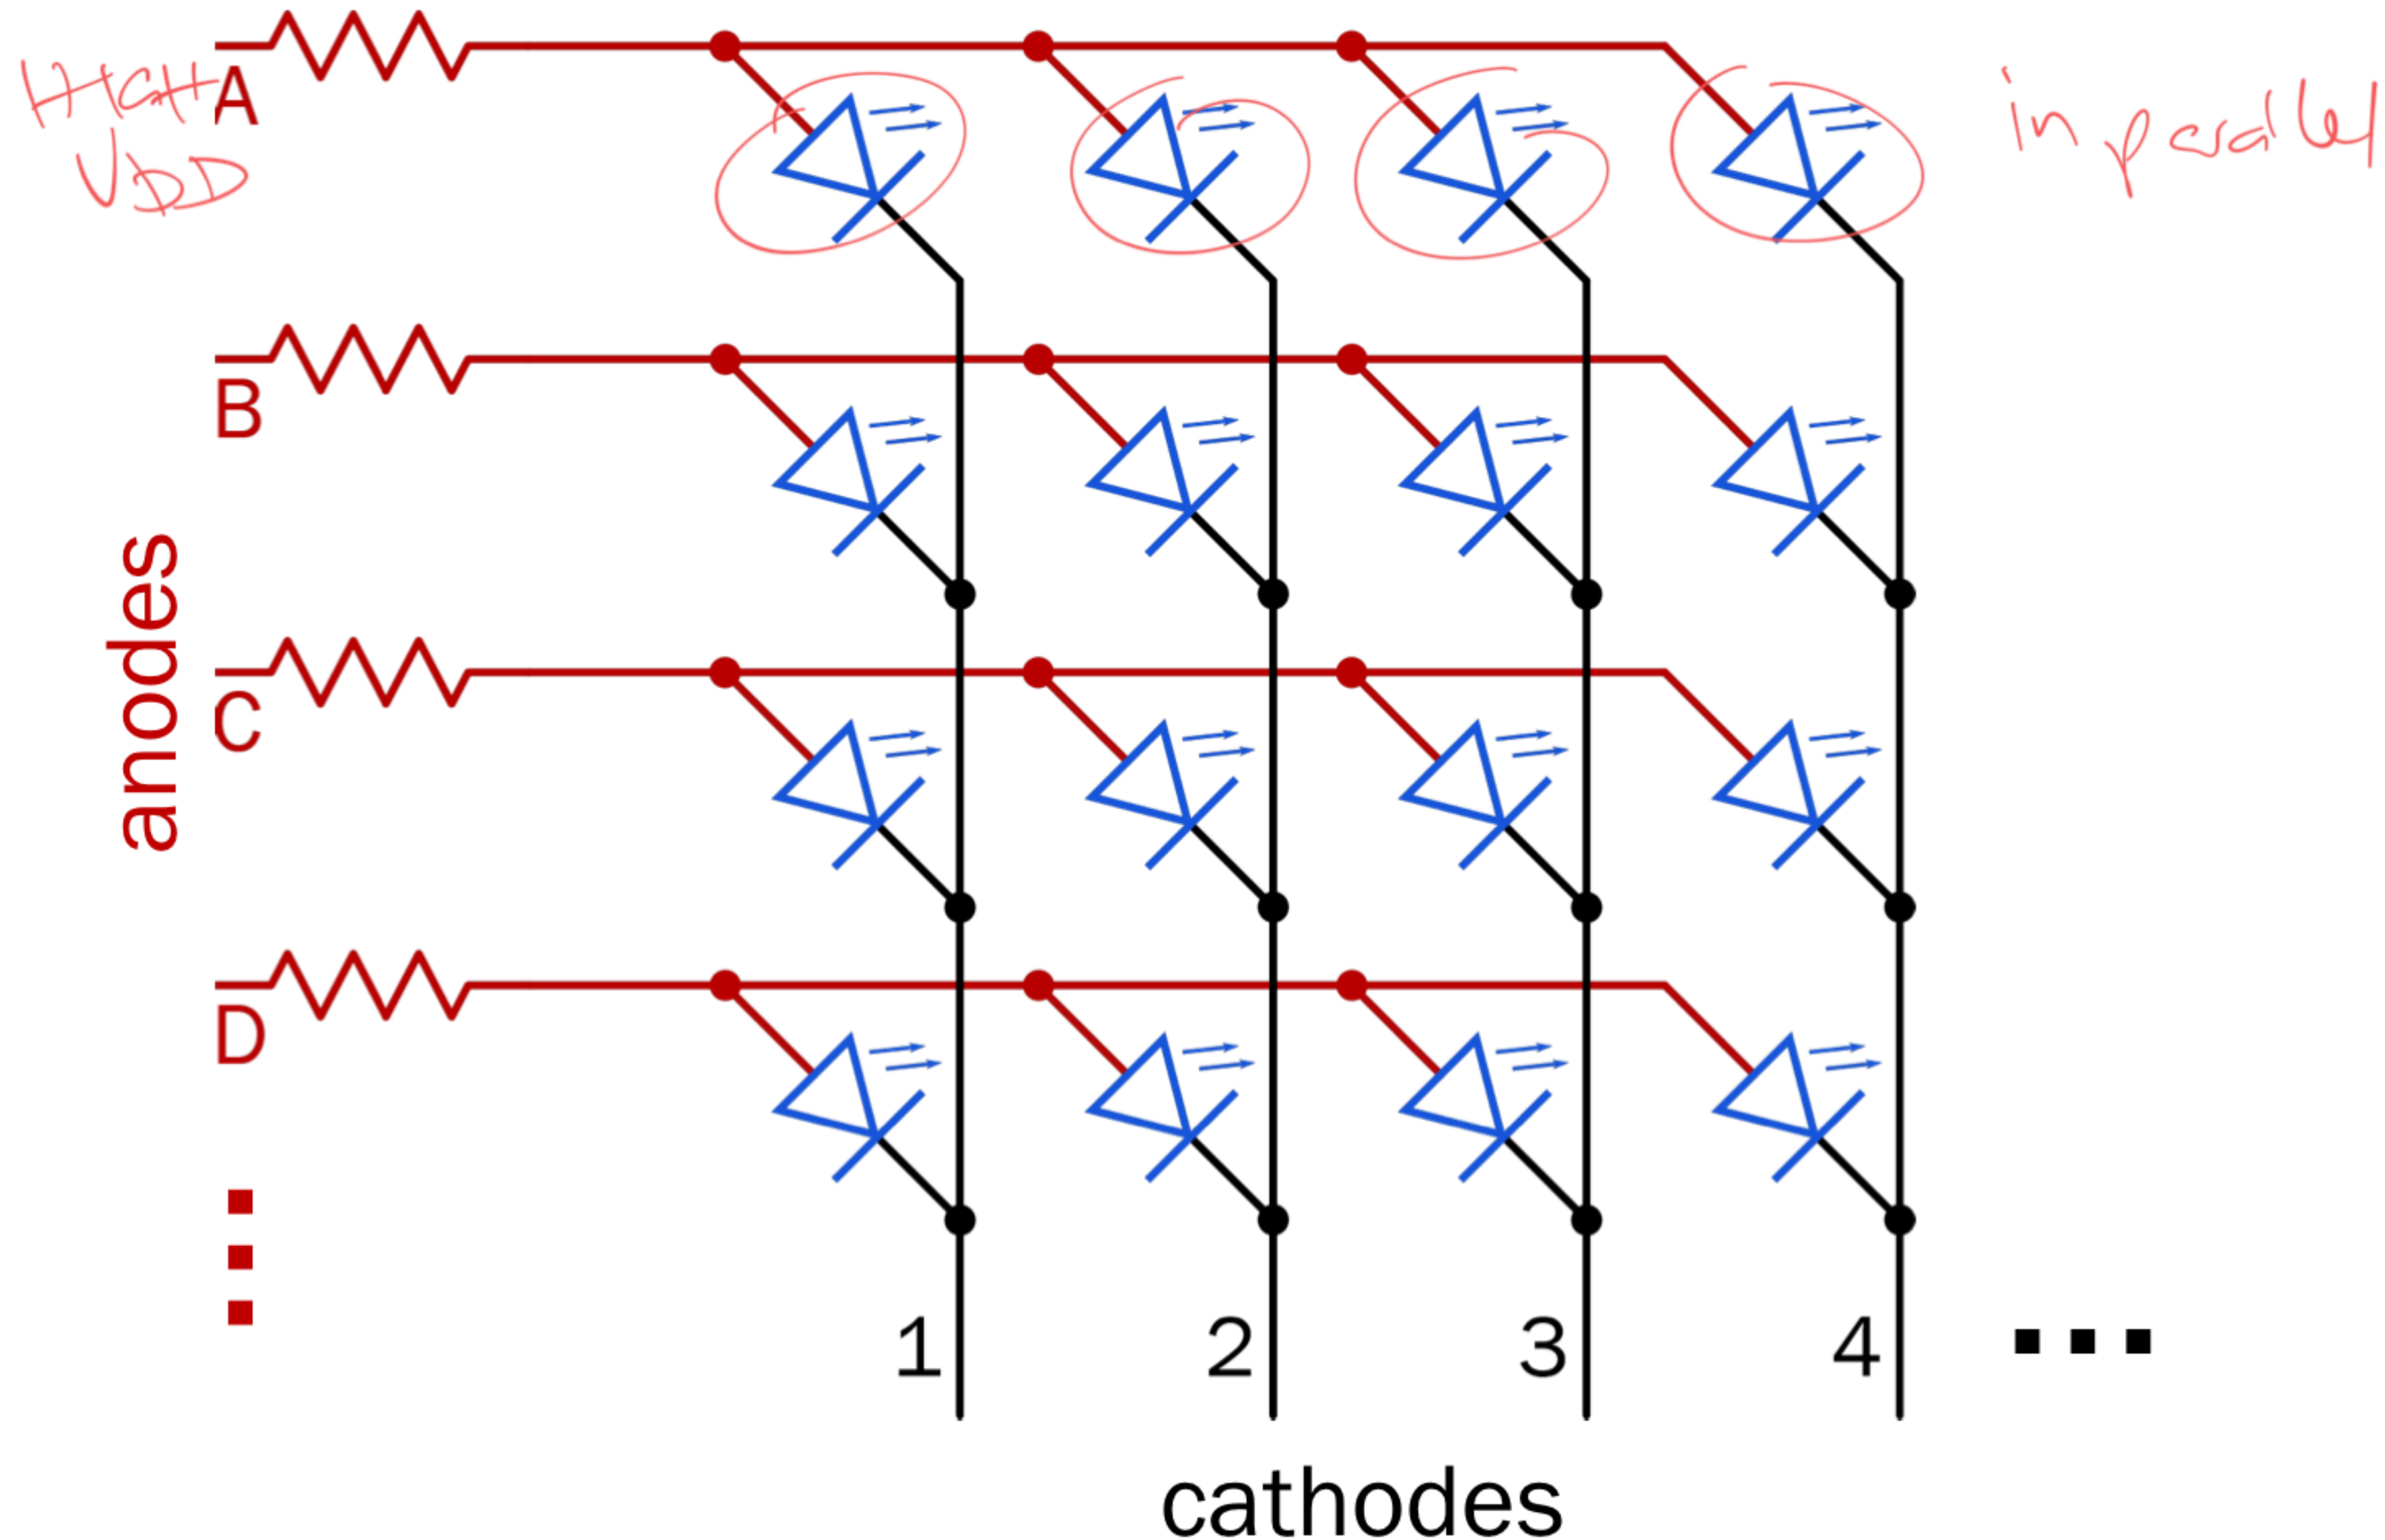 A
HIGH
VDD
in parallel
B
anodes
C
D
1 2 3 4
cathodes